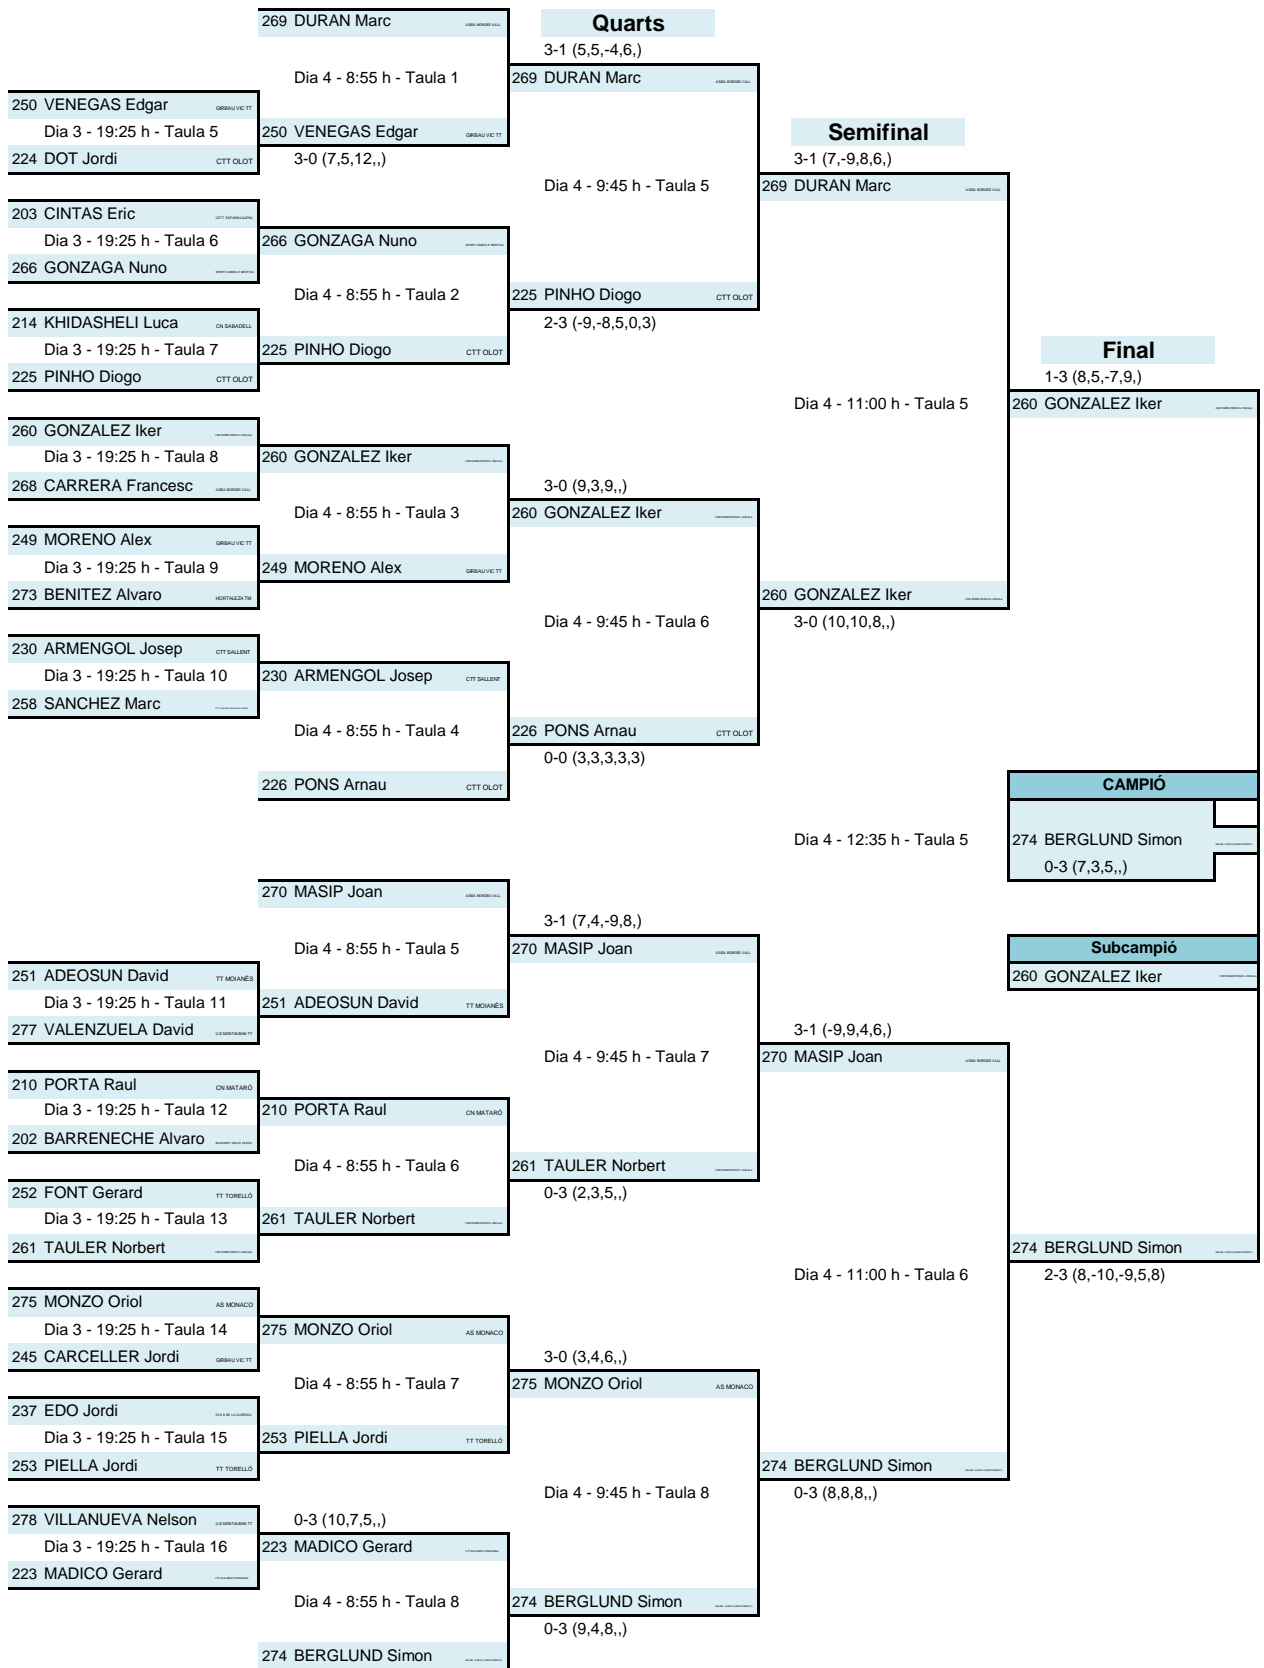 269 DURAN Marc
Quarts
3-1 (5,5,-4,6,)
Dia 4 - 8:55 h - Taula 1
269 DURAN Marc
250 VENEGAS Edgar GIRBAU VIC TT
Semifinal
Dia 3 - 19:25 h - Taula 5
250 VENEGAS Edgar GIRBAU VIC TT
224 DOT Jordi CTT OLOT
3-0 (7,5,12,,)
3-1 (7,-9,8,6,)
Dia 4 - 9:45 h - Taula 5
269 DURAN Marc
203 CINTAS Eric
Dia 3 - 19:25 h - Taula 6
266 GONZAGA Nuno
266 GONZAGA Nuno
Dia 4 - 8:55 h - Taula 2
225 PINHO Diogo CTT OLOT
214 KHIDASHELI Luca CN SABADELL
2-3 (-9,-8,5,0,3)
Dia 3 - 19:25 h - Taula 7
225 PINHO Diogo CTT OLOT
Final
225 PINHO Diogo CTT OLOT
1-3 (8,5,-7,9,)
Dia 4 - 11:00 h - Taula 5
260 GONZALEZ Iker
260 GONZALEZ Iker
Dia 3 - 19:25 h - Taula 8
260 GONZALEZ Iker
268 CARRERA Francesc
3-0 (9,3,9,,)
Dia 4 - 8:55 h - Taula 3
260 GONZALEZ Iker
249 MORENO Alex GIRBAU VIC TT
Dia 3 - 19:25 h - Taula 9
249 MORENO Alex GIRBAU VIC TT
273 BENITEZ Alvaro HORTALEZA TM
260 GONZALEZ Iker
Dia 4 - 9:45 h - Taula 6
3-0 (10,10,8,,)
230 ARMENGOL Josep CTT SALLENT
Dia 3 - 19:25 h - Taula 10
230 ARMENGOL Josep CTT SALLENT
258 SANCHEZ Marc
Dia 4 - 8:55 h - Taula 4
226 PONS Arnau CTT OLOT
0-0 (3,3,3,3,3)
226 PONS Arnau CTT OLOT
CAMPIÓ
Dia 4 - 12:35 h - Taula 5
274 BERGLUND Simon
0-3 (7,3,5,,)
270 MASIP Joan
3-1 (7,4,-9,8,)
Dia 4 - 8:55 h - Taula 5
270 MASIP Joan
Subcampió
251 ADEOSUN David TT MOIANÈS
260 GONZALEZ Iker
Dia 3 - 19:25 h - Taula 11
251 ADEOSUN David TT MOIANÈS
277 VALENZUELA David
3-1 (-9,9,4,6,)
Dia 4 - 9:45 h - Taula 7
270 MASIP Joan
210 PORTA Raul CN MATARÓ
Dia 3 - 19:25 h - Taula 12
210 PORTA Raul CN MATARÓ
202 BARRENECHE Alvaro
Dia 4 - 8:55 h - Taula 6
261 TAULER Norbert
252 FONT Gerard TT TORELLÓ
0-3 (2,3,5,,)
Dia 3 - 19:25 h - Taula 13
261 TAULER Norbert
261 TAULER Norbert
274 BERGLUND Simon
Dia 4 - 11:00 h - Taula 6
2-3 (8,-10,-9,5,8)
275 MONZO Oriol AS MONACO
Dia 3 - 19:25 h - Taula 14
275 MONZO Oriol AS MONACO
245 CARCELLER Jordi GIRBAU VIC TT
3-0 (3,4,6,,)
Dia 4 - 8:55 h - Taula 7
275 MONZO Oriol AS MONACO
237 EDO Jordi
Dia 3 - 19:25 h - Taula 15
253 PIELLA Jordi TT TORELLÓ
253 PIELLA Jordi TT TORELLÓ
274 BERGLUND Simon
Dia 4 - 9:45 h - Taula 8
0-3 (8,8,8,,)
278 VILLANUEVA Nelson
0-3 (10,7,5,,)
Dia 3 - 19:25 h - Taula 16
223 MADICO Gerard
223 MADICO Gerard
Dia 4 - 8:55 h - Taula 8
274 BERGLUND Simon
0-3 (9,4,8,,)
274 BERGLUND Simon